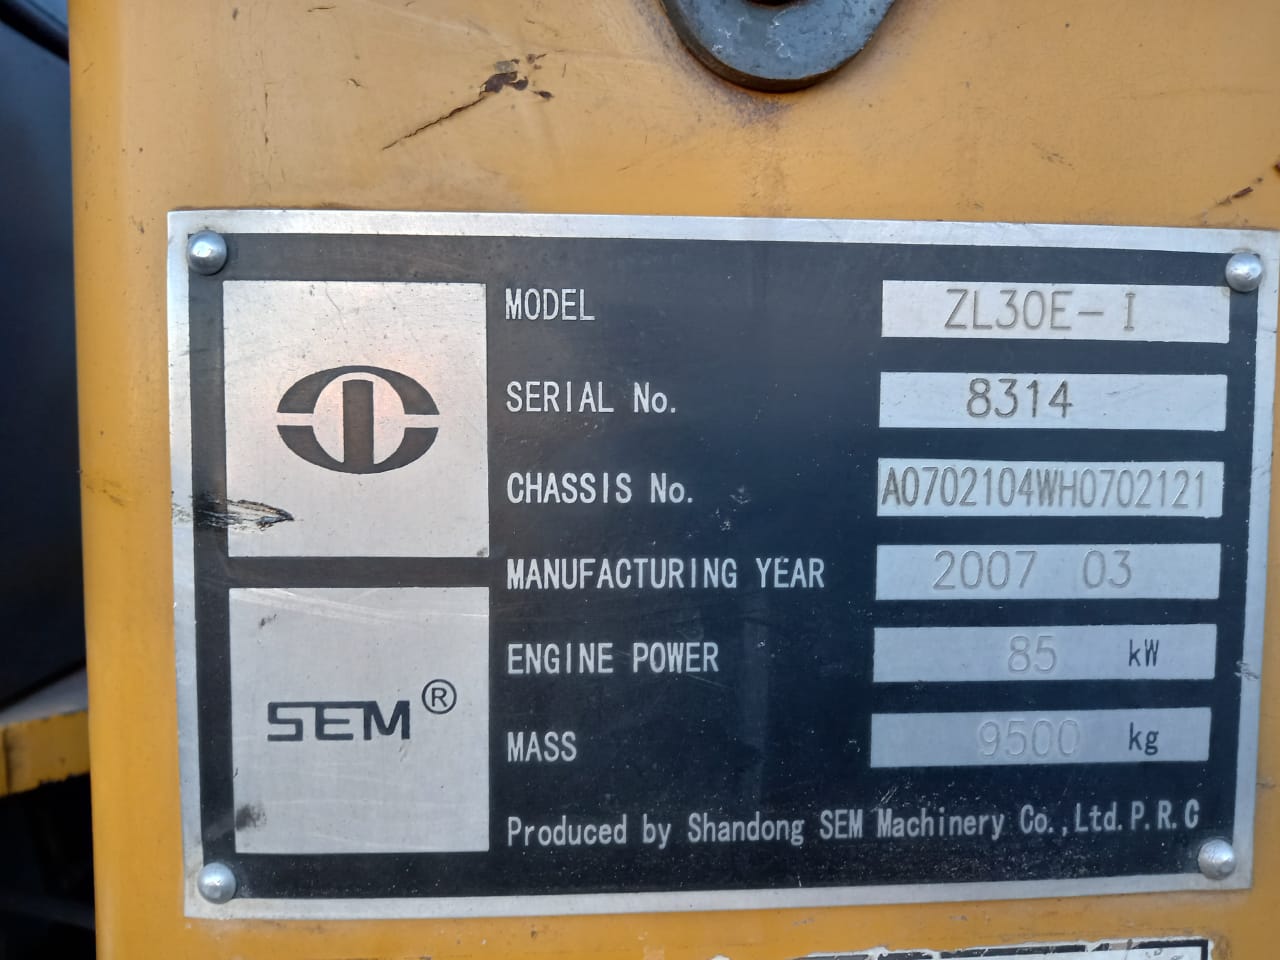 MODEL ZL30E-I
SERIAL No. 8314
CHASSIS No. A0702104WH0702121
MANUFACTURING YEAR 2007 03
ENGINE POWER 85 kW
SEM®
MASS 9500 kg
Produced by Shandong SEM Machinery Co.,Ltd.P.R.C